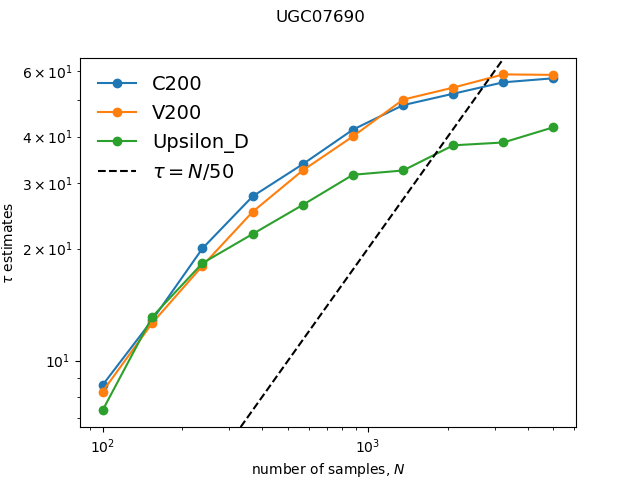 UGC07690
C200
V200
Upsilon_D
τ = N/50
6 × 10¹
4 × 10¹
3 × 10¹
2 × 10¹
10¹
τ estimates
10² 10³
number of samples, N